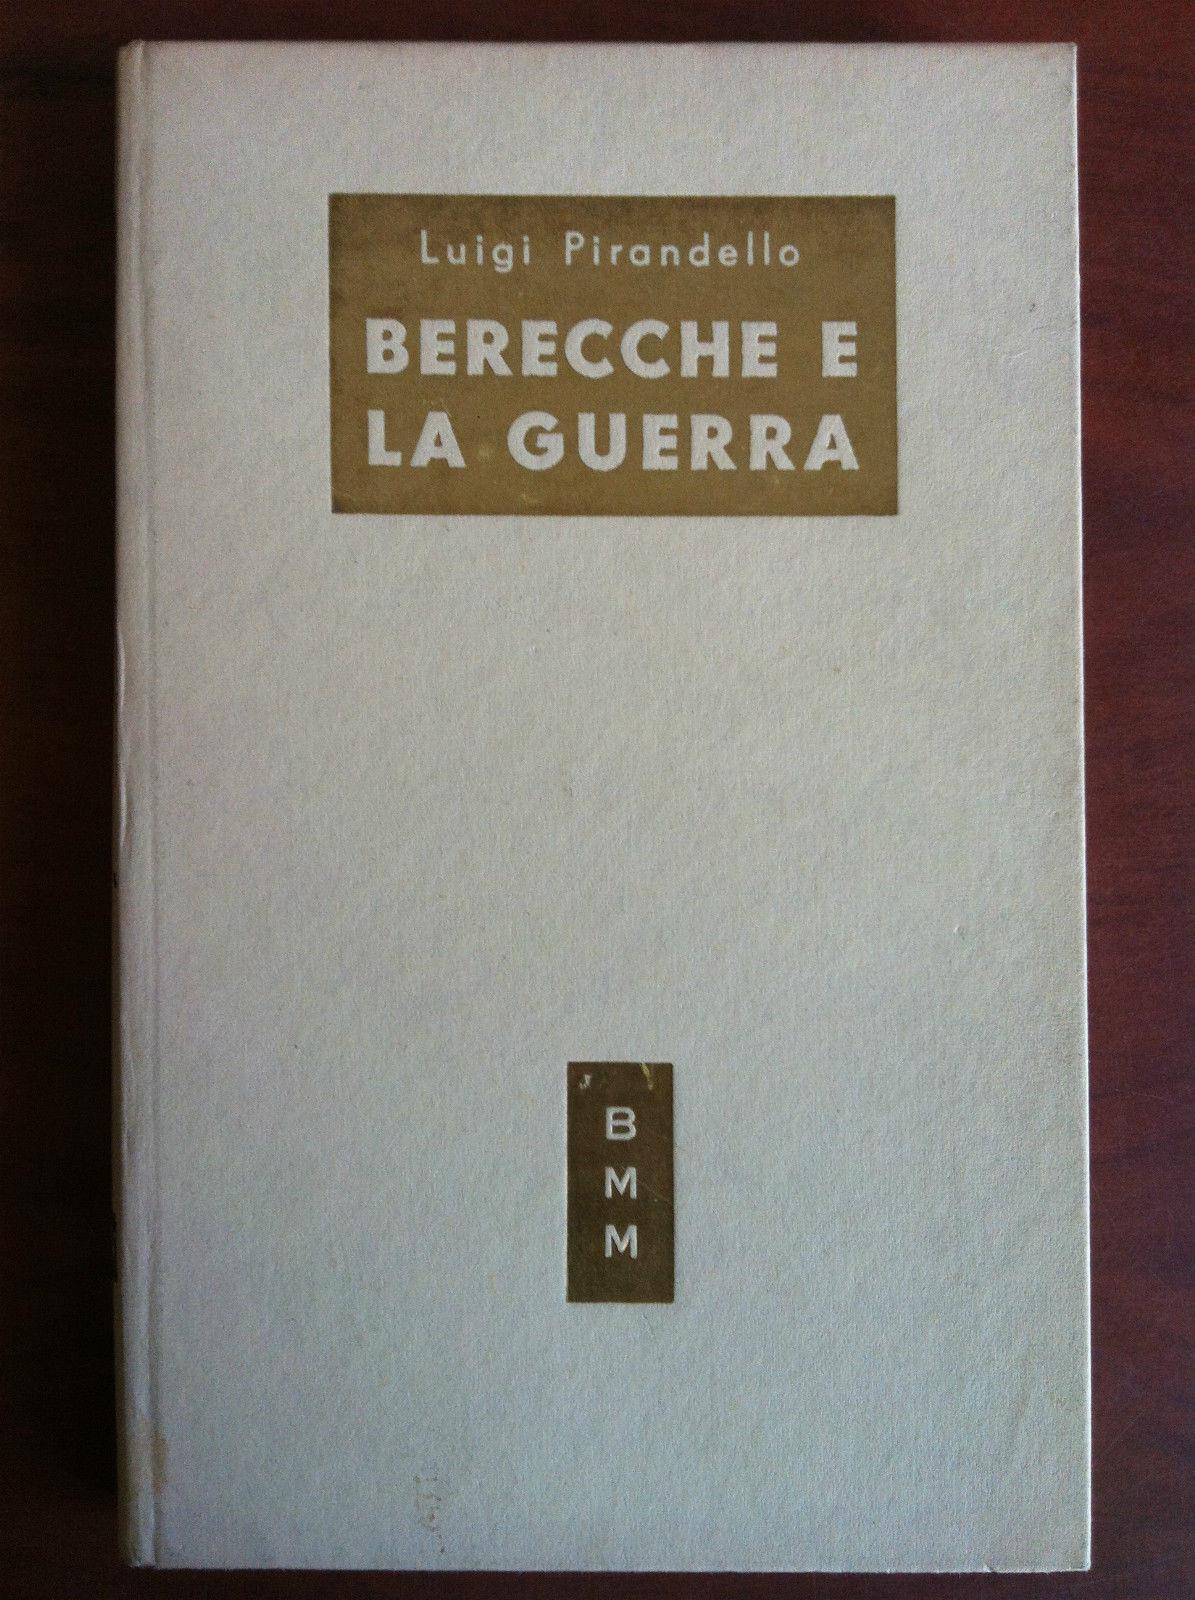 Luigi Pirandello
BERECCHE E
LA GUERRA
B
M
M